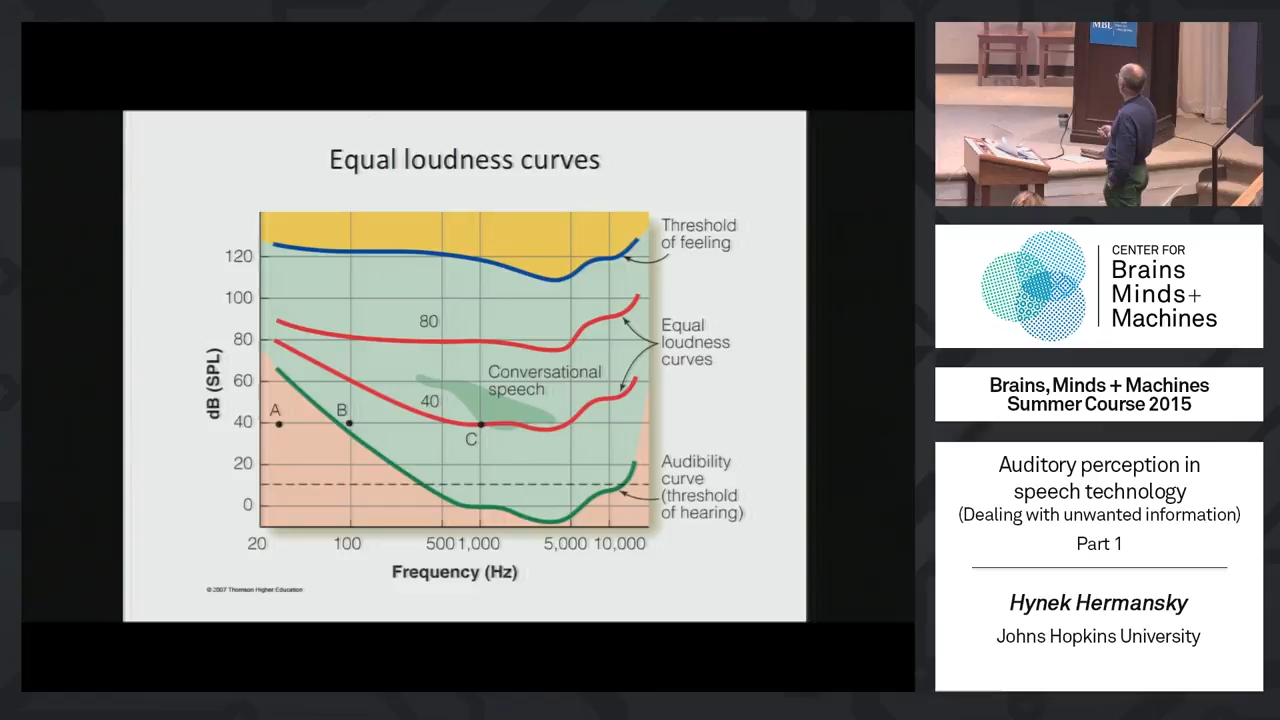 Equal loudness curves
120
100
80
60
40
20
0
dB (SPL)
20
100
500
1,000
5,000
10,000
Frequency (Hz)
Threshold
of feeling
80
Equal
loudness
curves
Conversational
speech
40
A
B
C
Audibility
curve
(threshold
of hearing)
© 2007 Thomson Higher Education
MBL
CENTER FOR
Brains
Minds+
Machines
Brains, Minds + Machines
Summer Course 2015
Auditory perception in
speech technology
(Dealing with unwanted information)
Part 1
Hynek Hermansky
Johns Hopkins University